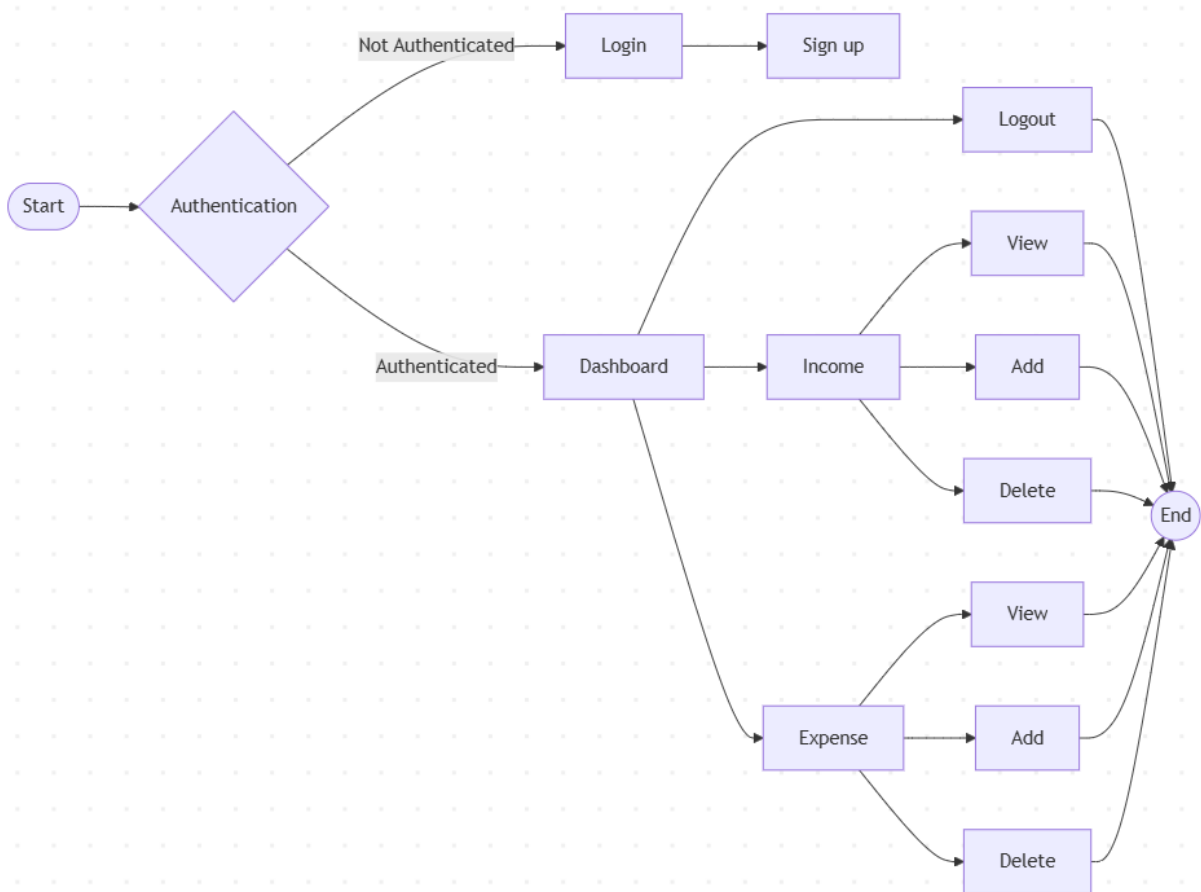 Not Authenticated
Login
Sign up
Logout
Start
Authentication
View
Authenticated
Dashboard
Income
Add
Delete
End
View
Expense
Add
Delete